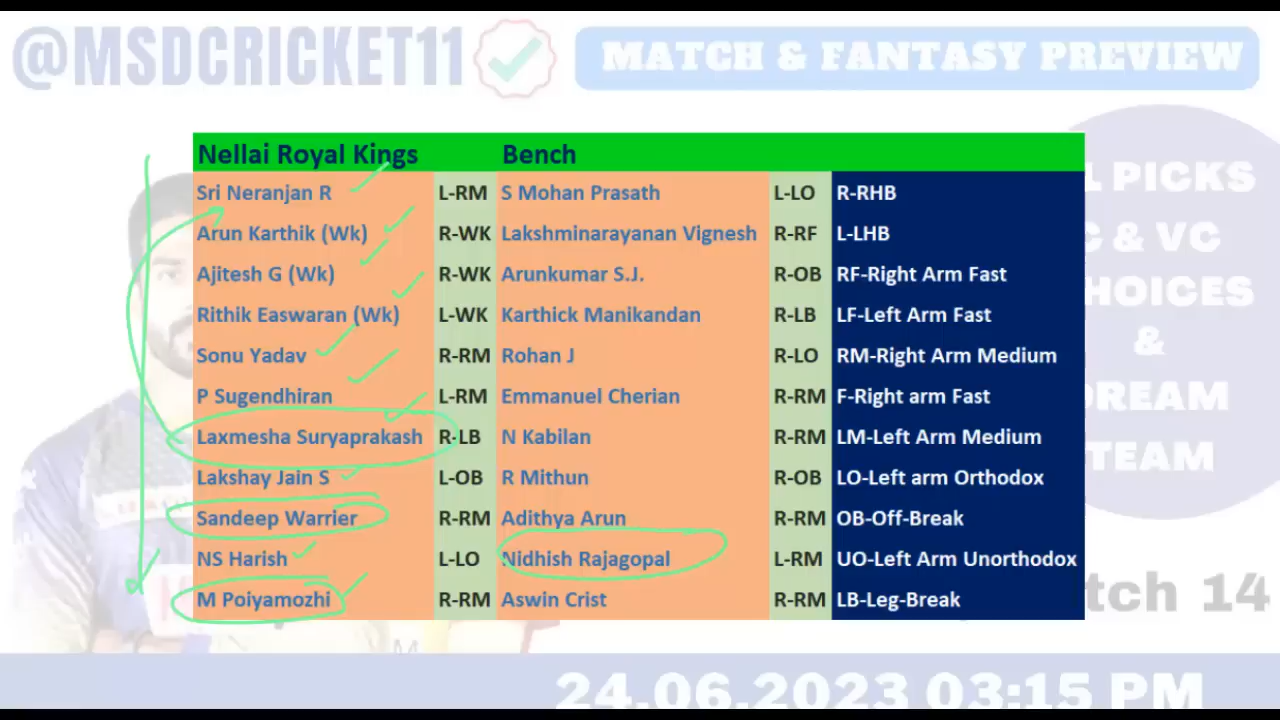 @MSDCRICKET11 MATCH & FANTASY PREVIEW
Nellai Royal Kings Bench
Sri Neranjan R L-RM S Mohan Prasath L-LO R-RHB
Arun Karthik (Wk) R-WK Lakshminarayanan Vignesh R-RF L-LHB
Ajitesh G (Wk) R-WK Arunkumar S.J. R-OB RF-Right Arm Fast
Rithik Easwaran (Wk) L-WK Karthick Manikandan R-LB LF-Left Arm Fast
Sonu Yadav R-RM Rohan J R-LO RM-Right Arm Medium
P Sugendhiran L-RM Emmanuel Cherian R-RM F-Right arm Fast
Laxmesha Suryaprakash R-LB N Kabilan R-RM LM-Left Arm Medium
Lakshay Jain S L-OB R Mithun R-OB LO-Left arm Orthodox
Sandeep Warrier R-RM Adithya Arun R-RM OB-Off-Break
NS Harish L-LO Nidhish Rajagopal L-RM UO-Left Arm Unorthodox
M Poiyamozhi R-RM Aswin Crist R-RM LB-Leg-Break
PICKS
& VC
&
TEAM
14
24.06.2023 03:15 PM